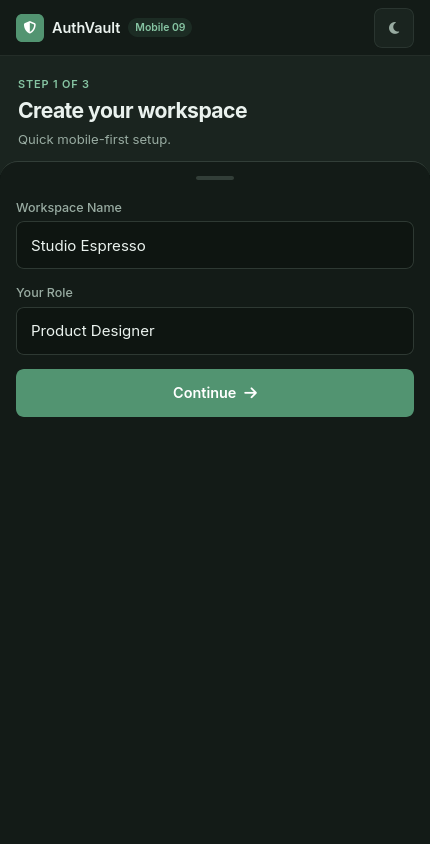 AuthVault Mobile 09
STEP 1 OF 3
Create your workspace
Quick mobile-first setup.
Workspace Name
Studio Espresso
Your Role
Product Designer
Continue →